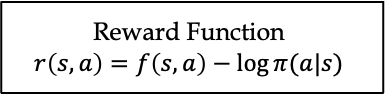 Reward Function
r(s, a) = f(s, a) − log π(a|s)